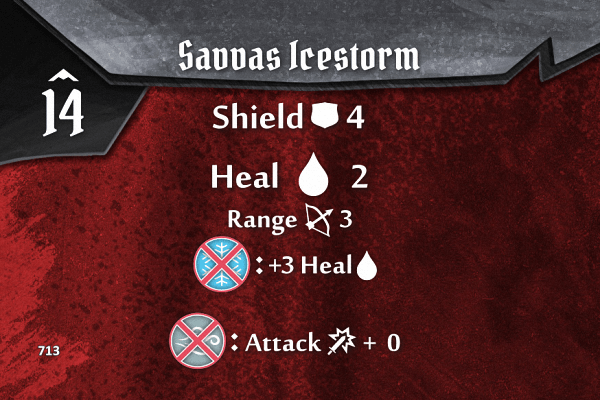 Savvas Icestorm
14
Shield 4
Heal 2
Range 3
: +3 Heal
: Attack + 0
713